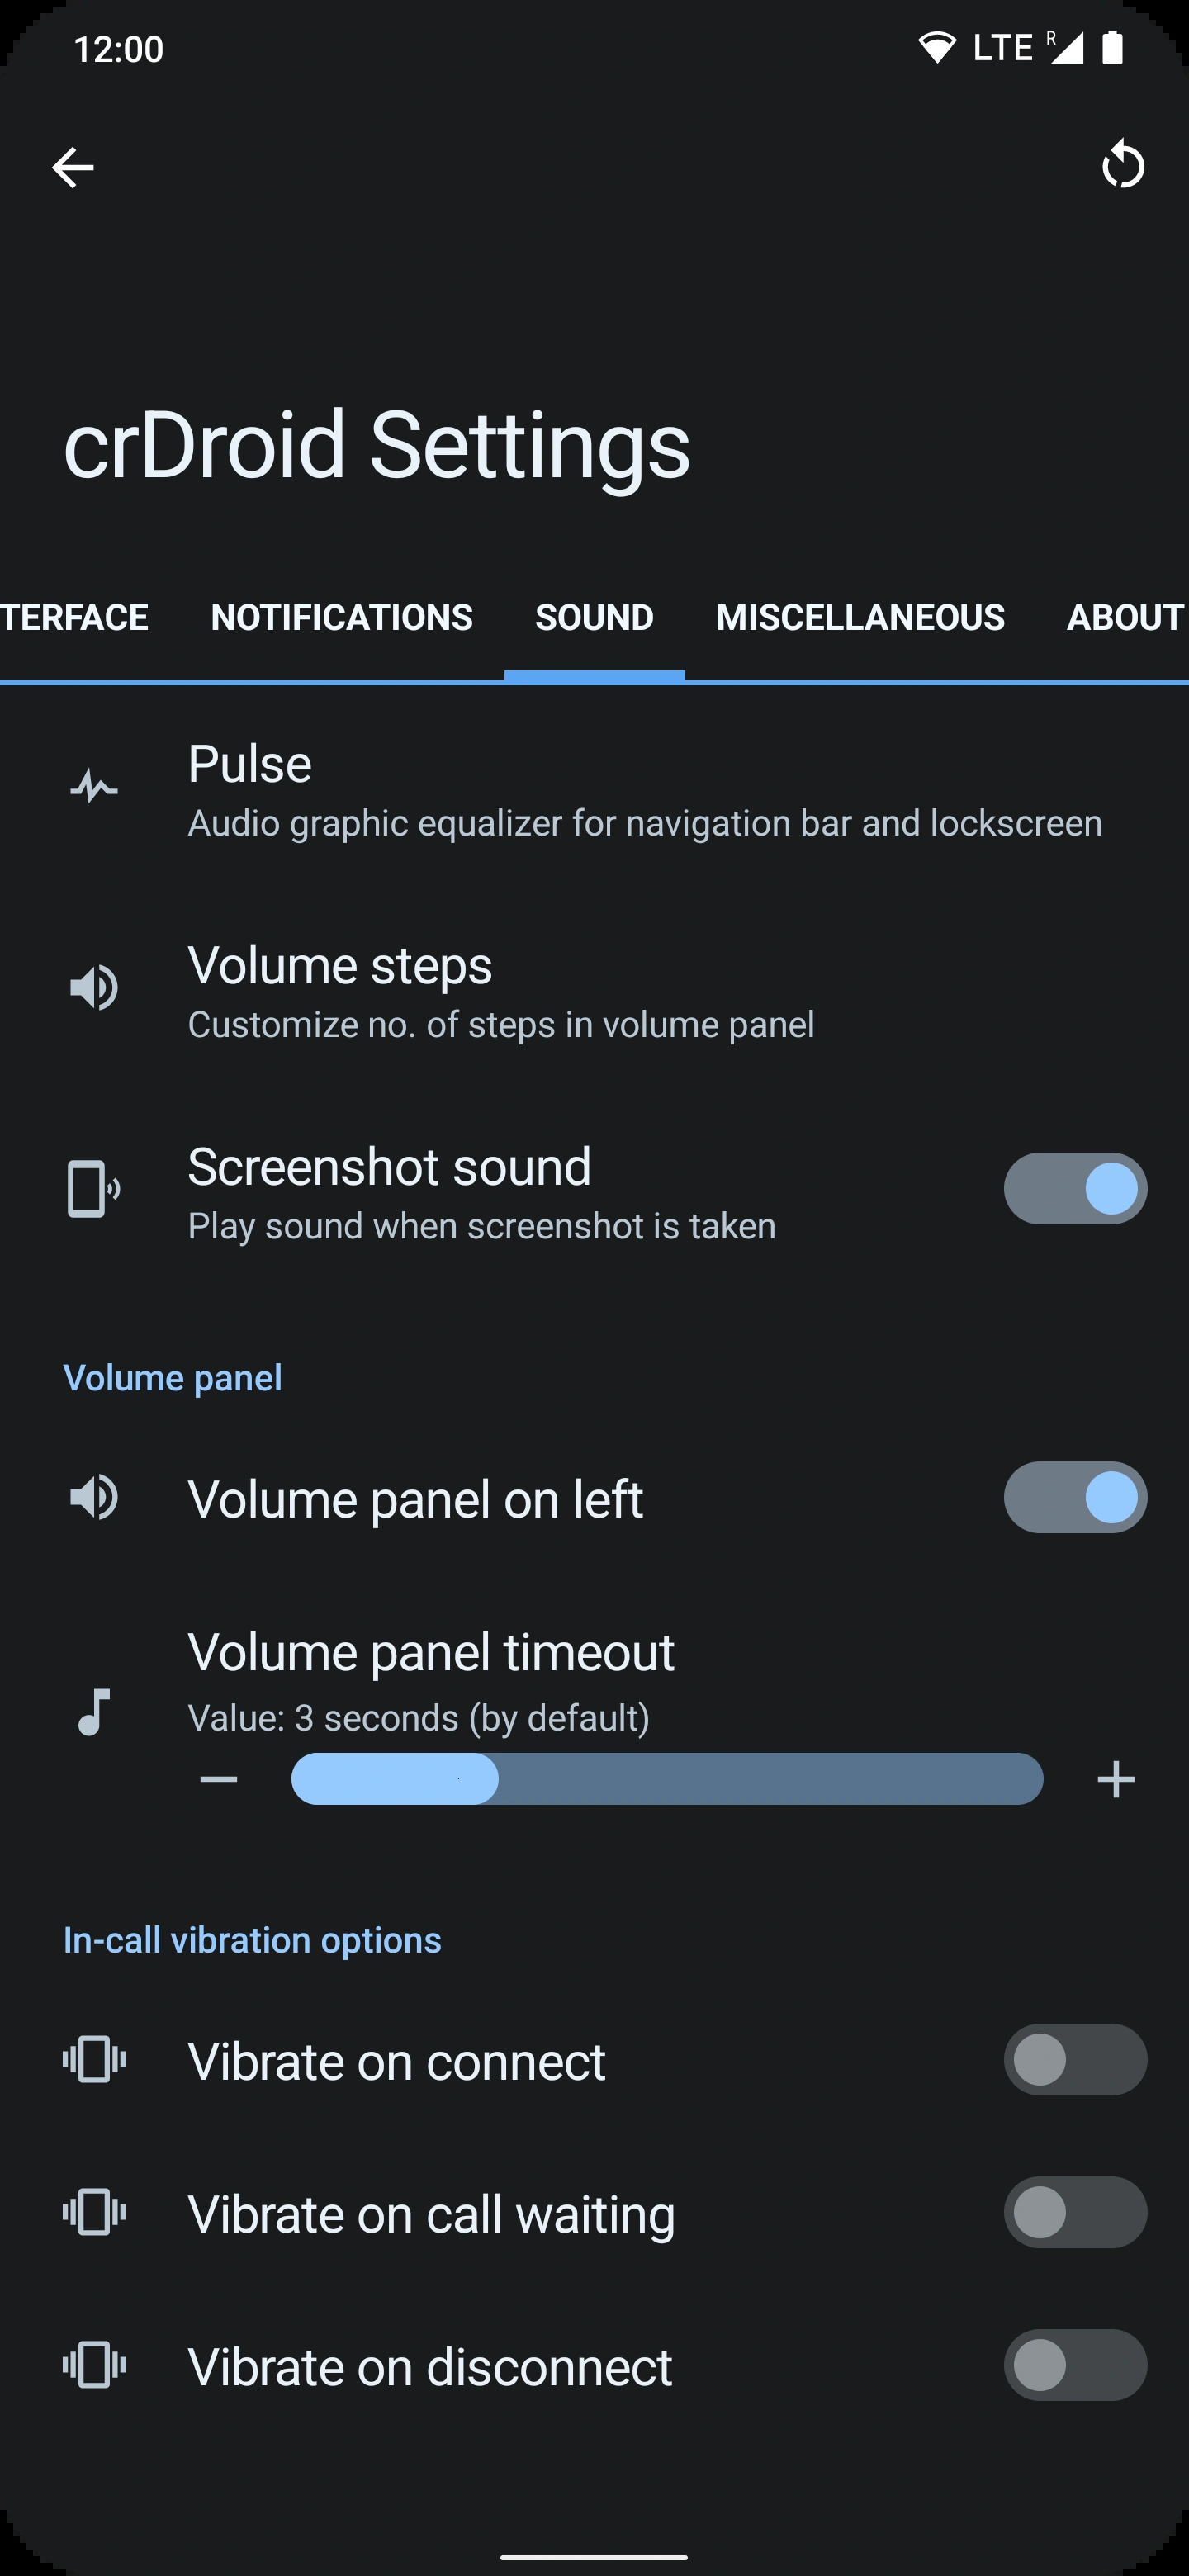 12:00
LTE R
crDroid Settings
TERFACE NOTIFICATIONS SOUND MISCELLANEOUS ABOUT
Pulse
Audio graphic equalizer for navigation bar and lockscreen
Volume steps
Customize no. of steps in volume panel
Screenshot sound
Play sound when screenshot is taken
Volume panel
Volume panel on left
Volume panel timeout
Value: 3 seconds (by default)
In-call vibration options
Vibrate on connect
Vibrate on call waiting
Vibrate on disconnect